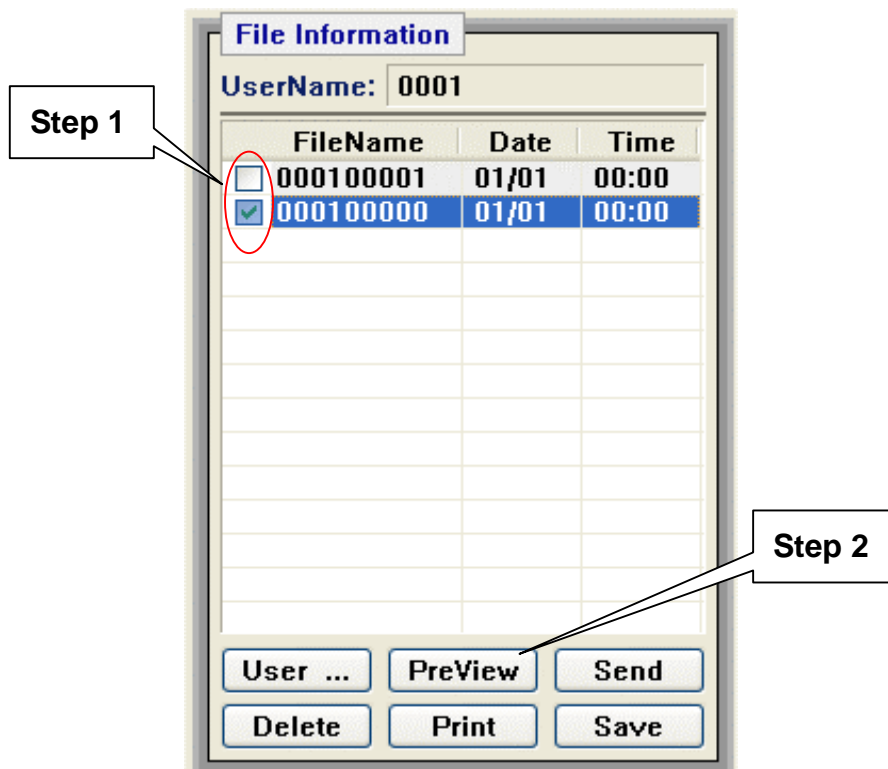 File Information
UserName: 0001
Step 1
FileName Date Time
000100001 01/01 00:00
000100000 01/01 00:00
Step 2
User ... PreView Send
Delete Print Save